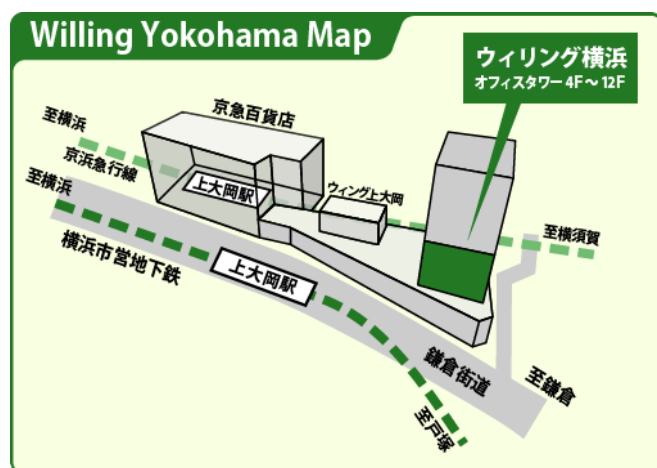 Willing Yokohama Map
ウィリング横浜
オフィスタワー 4F～12F
京急百貨店
至横浜
京浜急行線
上大岡駅
ウィング上大岡
至横浜
至横須賀
横浜市営地下鉄
上大岡駅
鎌倉街道
至鎌倉
至戸塚